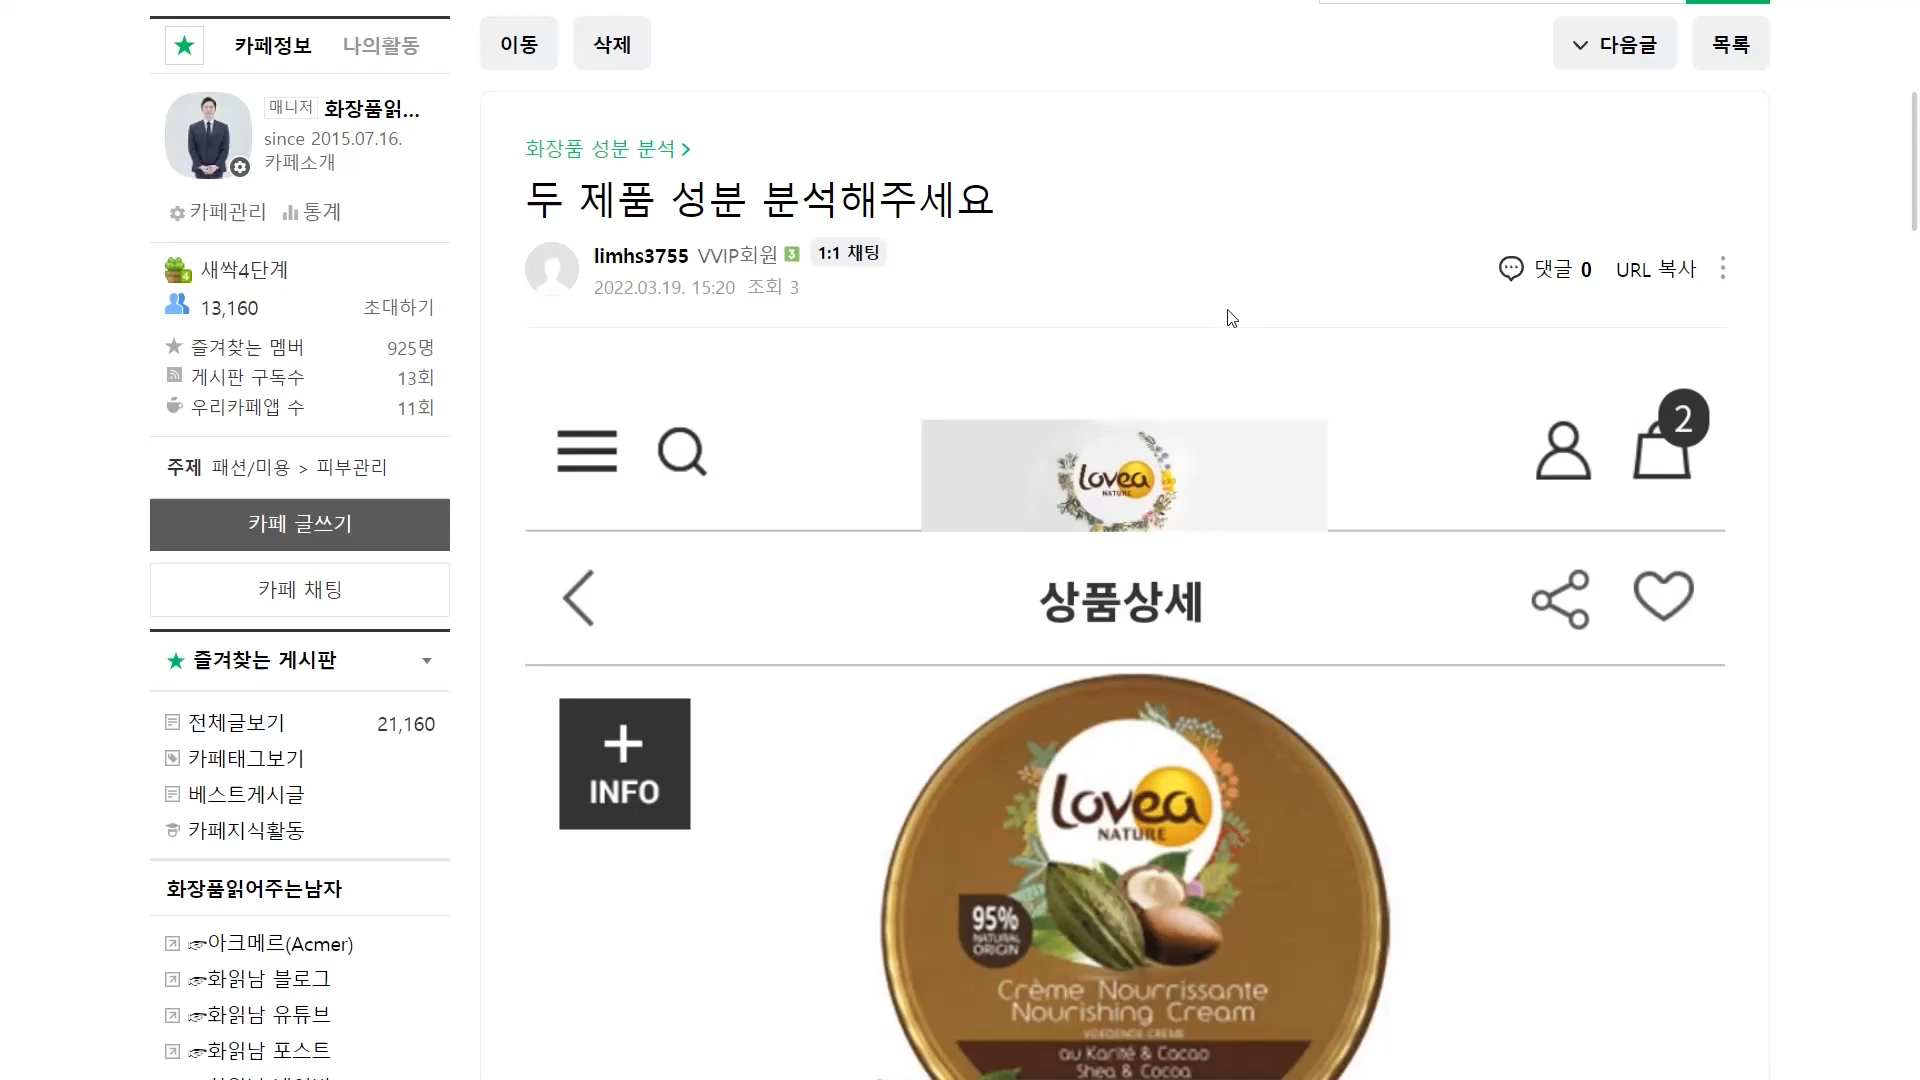 카페정보 나의활동
매니저 화장품읽...
since 2015.07.16.
카페소개
카페관리 통계
4 새싹4단계
13,160 초대하기
즐겨찾는 멤버 925명
게시판 구독수 13회
우리카페앱 수 11회
주제 패션/미용 > 피부관리
카페 글쓰기
카페 채팅
즐겨찾는 게시판
전체글보기 21,160
카페태그보기
베스트게시글
카페지식활동
화장품읽어주는남자
☞아크메르(Acmer)
☞화읽남 블로그
☞화읽남 유튜브
☞화읽남 포스트
이동 삭제
다음글 목록
화장품 성분 분석 >
두 제품 성분 분석해주세요
limhs3755 VVIP회원 3 1:1 채팅
2022.03.19. 15:20 조회 3
댓글 0 URL 복사
2
Lovea
NATURE
상품상세
+
INFO
Lovea
NATURE
95%
NATURAL
ORIGIN
Crème Nourrissante
Nourishing Cream
VOEDENDE CREME
au Karité & Cacao
Shea & Cocoa